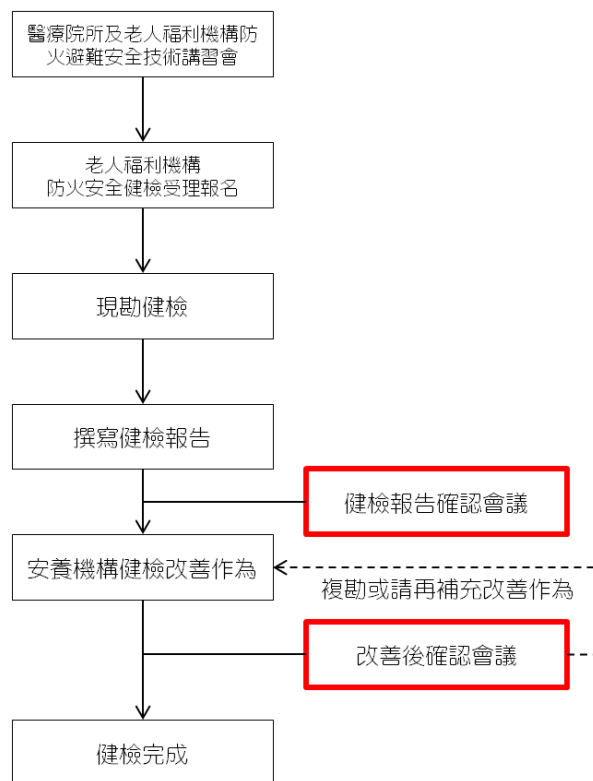 醫療院所及老人福利機構防
火避難安全技術講習會
老人福利機構
防火安全健檢受理報名
現勘健檢
撰寫健檢報告
健檢報告確認會議
安養機構健檢改善作為
複勘或請再補充改善作為
改善後確認會議
健檢完成